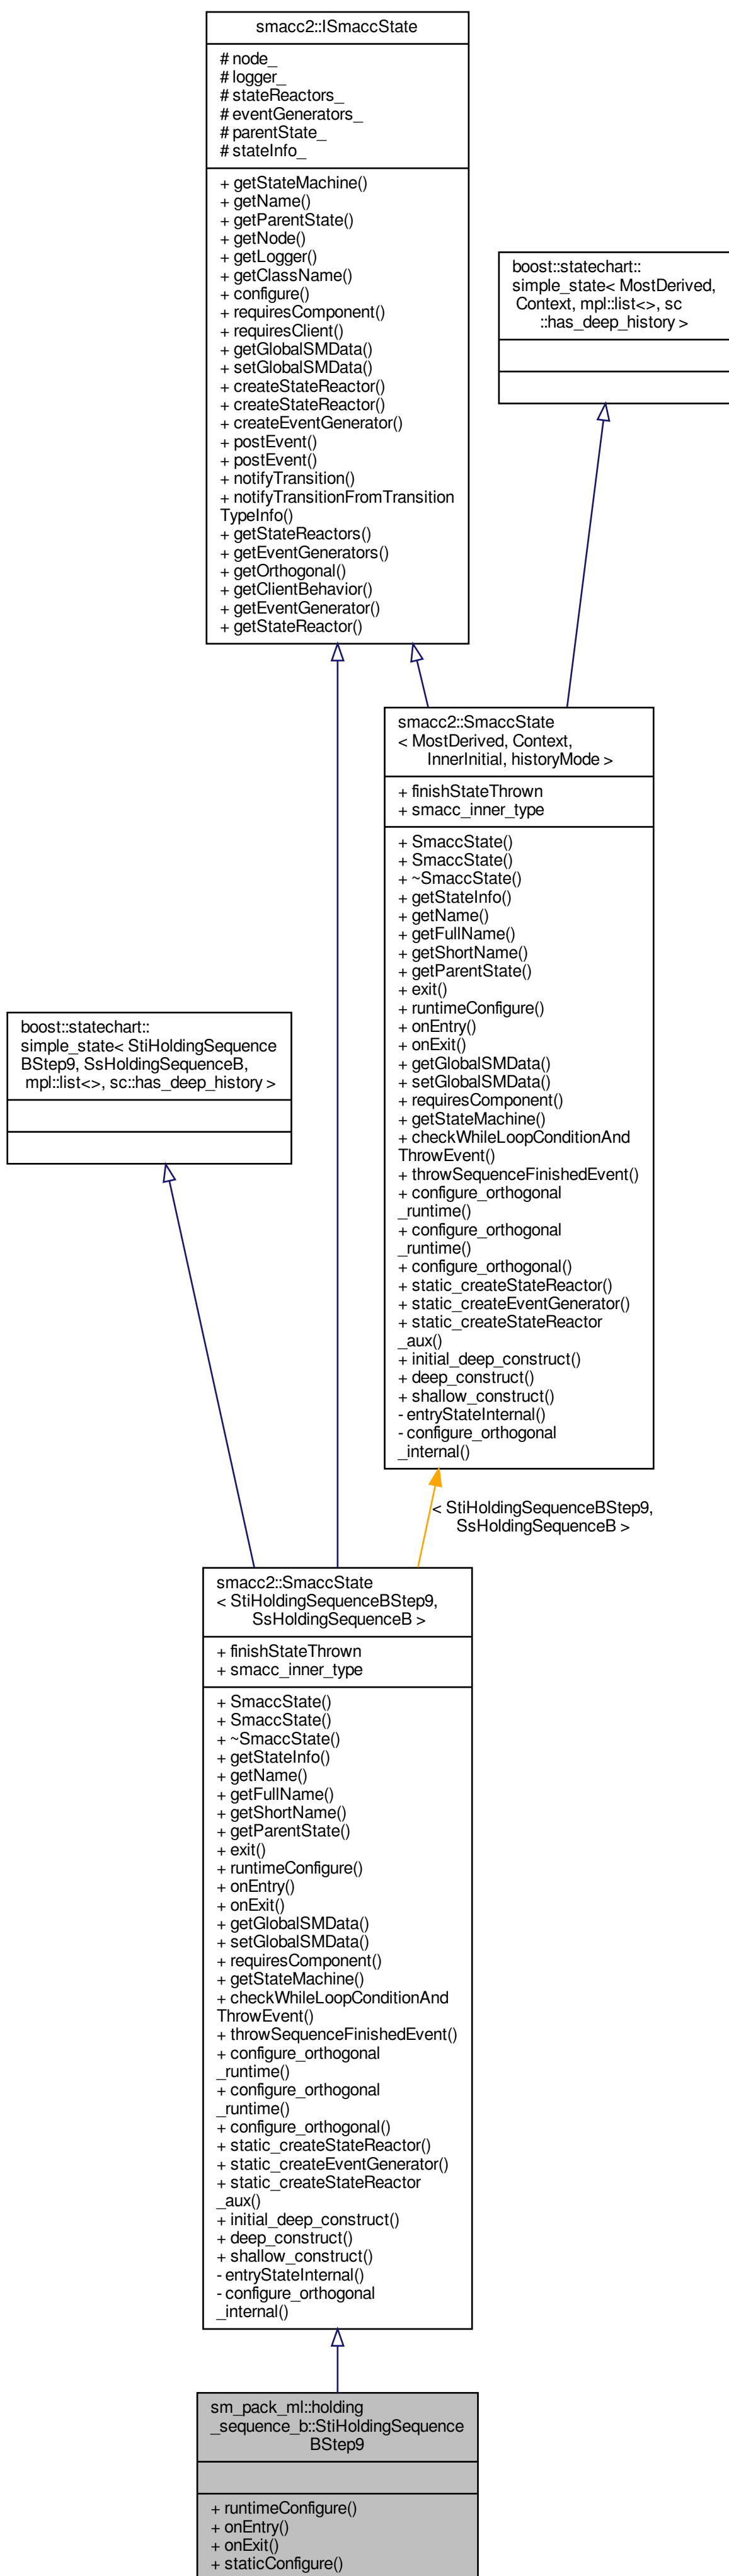 smacc2::ISmaccState
# node_
# logger_
# stateReactors_
# eventGenerators_
# parentState_
# stateInfo_
+ getStateMachine()
+ getName()
+ getParentState()
+ getNode()
+ getLogger()
+ getClassName()
+ configure()
+ requiresComponent()
+ requiresClient()
+ getGlobalSMData()
+ setGlobalSMData()
+ createStateReactor()
+ createStateReactor()
+ createEventGenerator()
+ postEvent()
+ postEvent()
+ notifyTransition()
+ notifyTransitionFromTransition
TypeInfo()
+ getStateReactors()
+ getEventGenerators()
+ getOrthogonal()
+ getClientBehavior()
+ getEventGenerator()
+ getStateReactor()
boost::statechart::
simple_state< MostDerived,
Context, mpl::list<>, sc
::has_deep_history >
smacc2::SmaccState
< MostDerived, Context,
InnerInitial, historyMode >
+ finishStateThrown
+ smacc_inner_type
+ SmaccState()
+ SmaccState()
+ ~SmaccState()
+ getStateInfo()
+ getName()
+ getFullName()
+ getShortName()
+ getParentState()
+ exit()
+ runtimeConfigure()
+ onEntry()
+ onExit()
+ getGlobalSMData()
+ setGlobalSMData()
+ requiresComponent()
+ getStateMachine()
+ checkWhileLoopConditionAnd
ThrowEvent()
+ throwSequenceFinishedEvent()
+ configure_orthogonal
_runtime()
+ configure_orthogonal
_runtime()
+ configure_orthogonal()
+ static_createStateReactor()
+ static_createEventGenerator()
+ static_createStateReactor
_aux()
+ initial_deep_construct()
+ deep_construct()
+ shallow_construct()
- entryStateInternal()
- configure_orthogonal
_internal()
boost::statechart::
simple_state< StiHoldingSequence
BStep9, SsHoldingSequenceB,
mpl::list<>, sc::has_deep_history >
< StiHoldingSequenceBStep9,
SsHoldingSequenceB >
smacc2::SmaccState
< StiHoldingSequenceBStep9,
SsHoldingSequenceB >
+ finishStateThrown
+ smacc_inner_type
+ SmaccState()
+ SmaccState()
+ ~SmaccState()
+ getStateInfo()
+ getName()
+ getFullName()
+ getShortName()
+ getParentState()
+ exit()
+ runtimeConfigure()
+ onEntry()
+ onExit()
+ getGlobalSMData()
+ setGlobalSMData()
+ requiresComponent()
+ getStateMachine()
+ checkWhileLoopConditionAnd
ThrowEvent()
+ throwSequenceFinishedEvent()
+ configure_orthogonal
_runtime()
+ configure_orthogonal
_runtime()
+ configure_orthogonal()
+ static_createStateReactor()
+ static_createEventGenerator()
+ static_createStateReactor
_aux()
+ initial_deep_construct()
+ deep_construct()
+ shallow_construct()
- entryStateInternal()
- configure_orthogonal
_internal()
sm_pack_ml::holding
_sequence_b::StiHoldingSequence
BStep9
+ runtimeConfigure()
+ onEntry()
+ onExit()
+ staticConfigure()